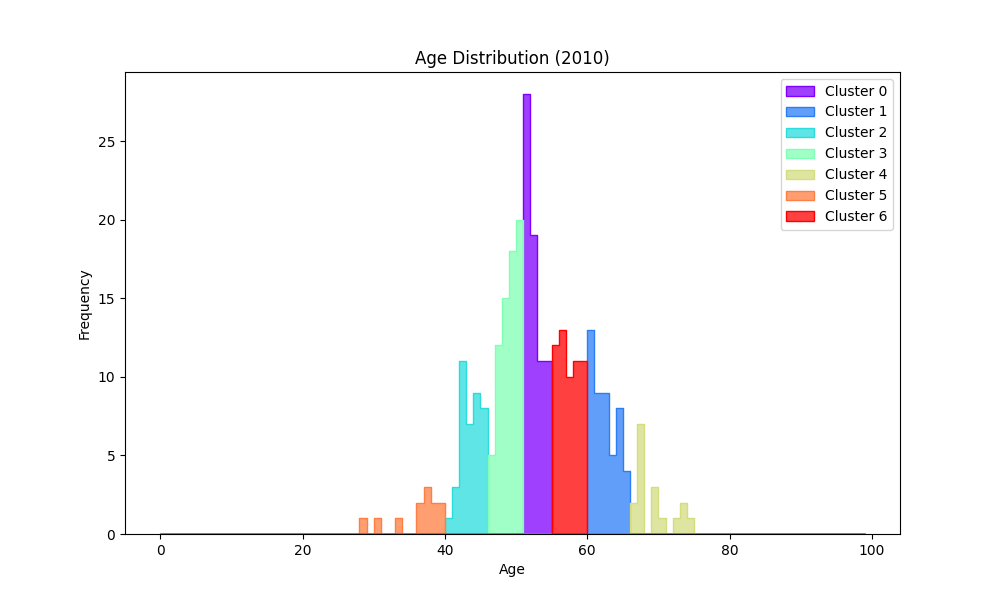 Age Distribution (2010)
Frequency
25
20
15
10
5
0
0 20 40 60 80 100
Age
Cluster 0
Cluster 1
Cluster 2
Cluster 3
Cluster 4
Cluster 5
Cluster 6